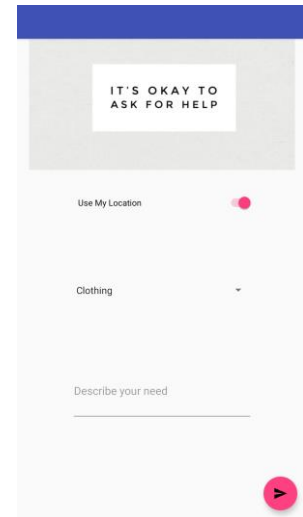 IT'S OKAY TO
ASK FOR HELP
Use My Location
Clothing
Describe your need